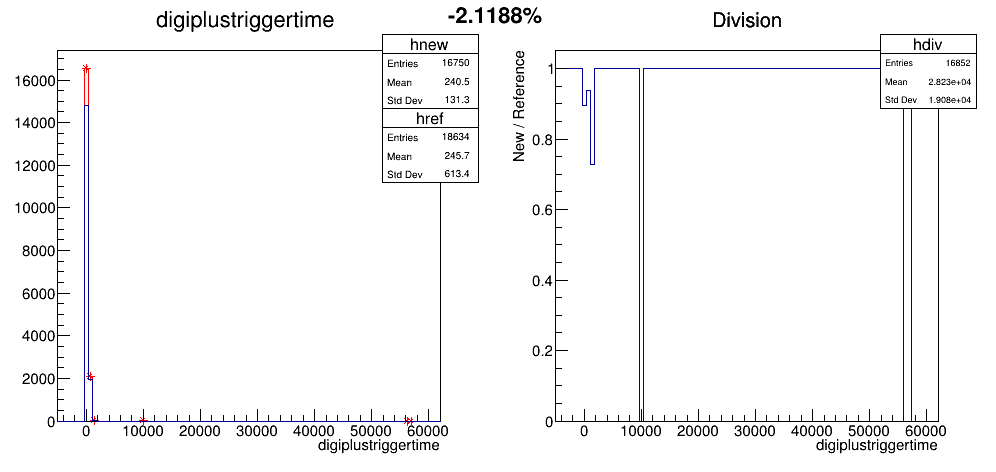 digiplustriggertime
-2.1188%
Division
hnew
Entries 16750
Mean 240.5
Std Dev 131.3
href
Entries 18634
Mean 245.7
Std Dev 613.4
16000
14000
12000
10000
8000
6000
4000
2000
0
0 10000 20000 30000 40000 50000 60000
digiplustriggertime
hdiv
Entries 16852
Mean 2.823e+04
Std Dev 1.908e+04
New / Reference
1
0.8
0.6
0.4
0.2
0
0 10000 20000 30000 40000 50000 60000
digiplustriggertime